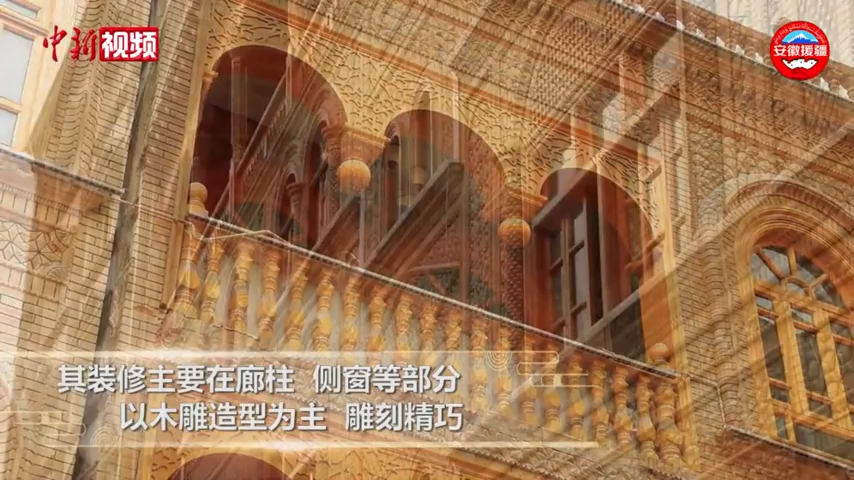 中新视频
安徽援疆
其装修主要在廊柱 侧窗等部分
以木雕造型为主 雕刻精巧